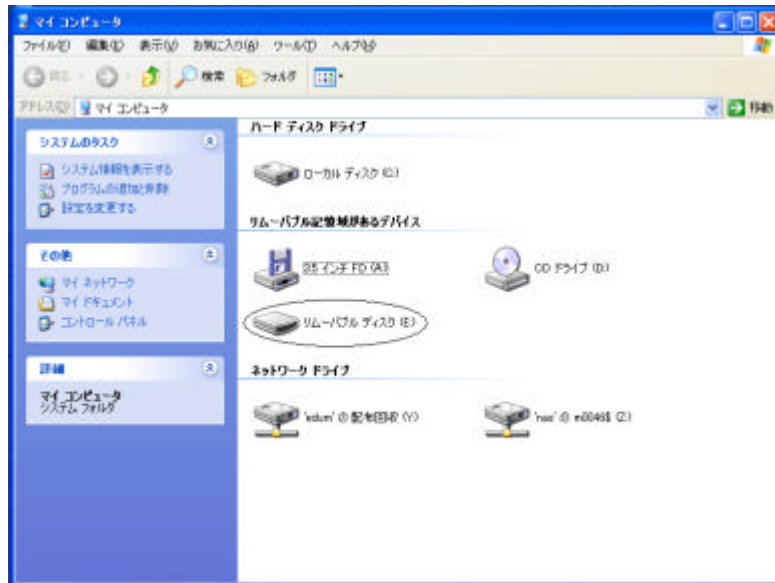 マイ コンピュータ
ファイル(F) 編集(E) 表示(V) お気に入り(A) ツール(T) ヘルプ(H)
戻る 検索 フォルダ
アドレス(D) マイ コンピュータ 移動
システムのタスク
システム情報を表示する
プログラムの追加と削除
設定を変更する
その他
マイ ネットワーク
マイ ドキュメント
コントロール パネル
詳細
マイ コンピュータ
システム フォルダ
ハード ディスク ドライブ
ローカル ディスク (C:)
リムーバブル記憶域があるデバイス
35 インチ FD (A:) CD ドライブ (D:)
リムーバブル ディスク (E:)
ネットワーク ドライブ
の 配布回収 (Y:) 'nas' の m0046$ (Z:)